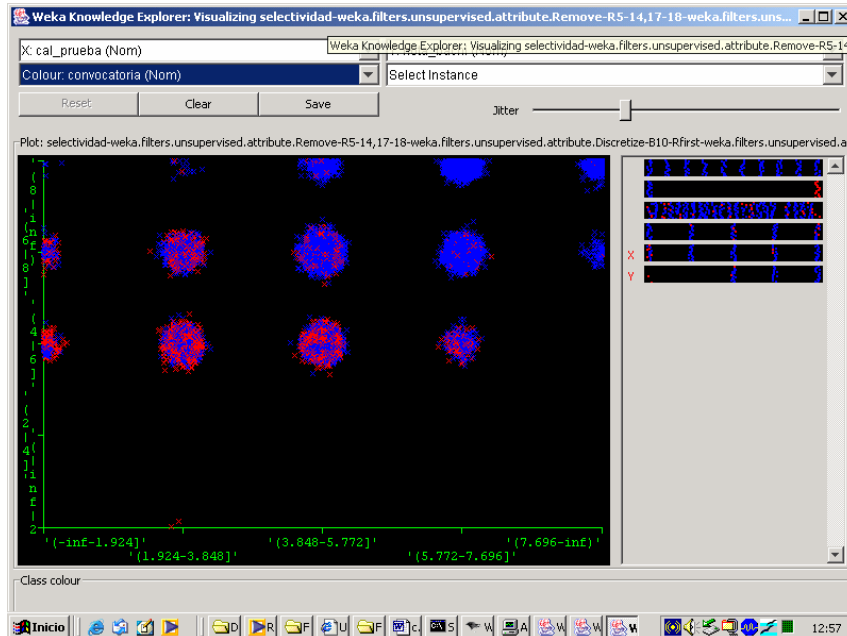 Weka Knowledge Explorer: Visualizing selectividad-weka.filters.unsupervised.attribute.Remove-R5-14,17-18-weka.filters.uns...
X: cal_prueba (Nom)
Weka Knowledge Explorer: Visualizing selectividad-weka.filters.unsupervised.attribute.Remove-R5-14
Colour: convocatoria (Nom)
Select Instance
Reset
Clear
Save
Jitter
Plot: selectividad-weka.filters.unsupervised.attribute.Remove-R5-14,17-18-weka.filters.unsupervised.attribute.Discretize-B10-Rfirst-weka.filters.unsupervised.a
X
Y
'(-inf-1.924]'
'(1.924-3.848]'
'(3.848-5.772]'
'(5.772-7.696]'
'(7.696-inf)'
Class colour
Inicio
D
R
F
U
F
c.
S
W
A
W
W
W
12:57